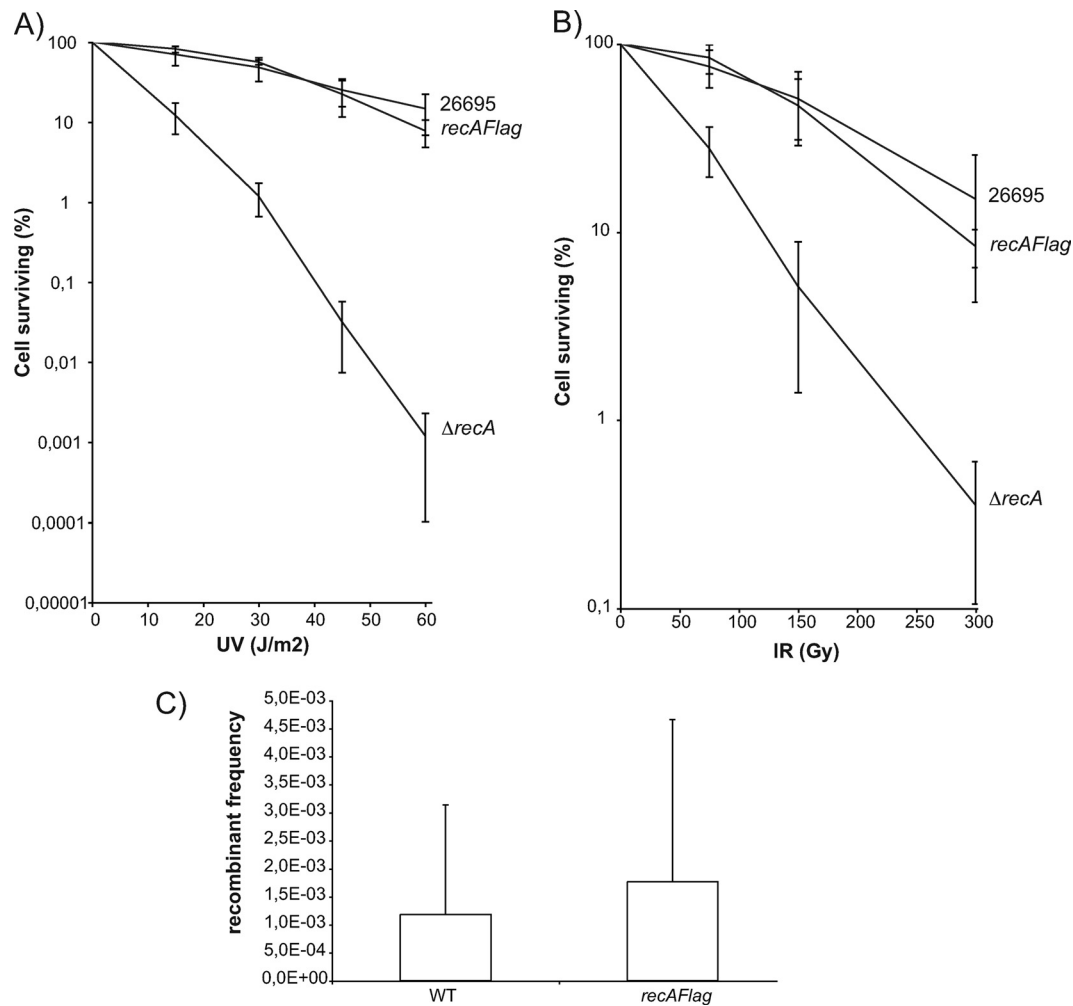 A)
100
10
1
0,1
0,01
0,001
0,0001
0,00001
Cell surviving (%)
0 10 20 30 40 50 60
UV (J/m2)
26695
recAFlag
ΔrecA
B)
100
10
1
0,1
Cell surviving (%)
0 50 100 150 200 250 300
IR (Gy)
26695
recAFlag
ΔrecA
C)
recombinant frequency
5,0E-03
4,5E-03
4,0E-03
3,5E-03
3,0E-03
2,5E-03
2,0E-03
1,5E-03
1,0E-03
5,0E-04
0,0E+00
WT
recAFlag